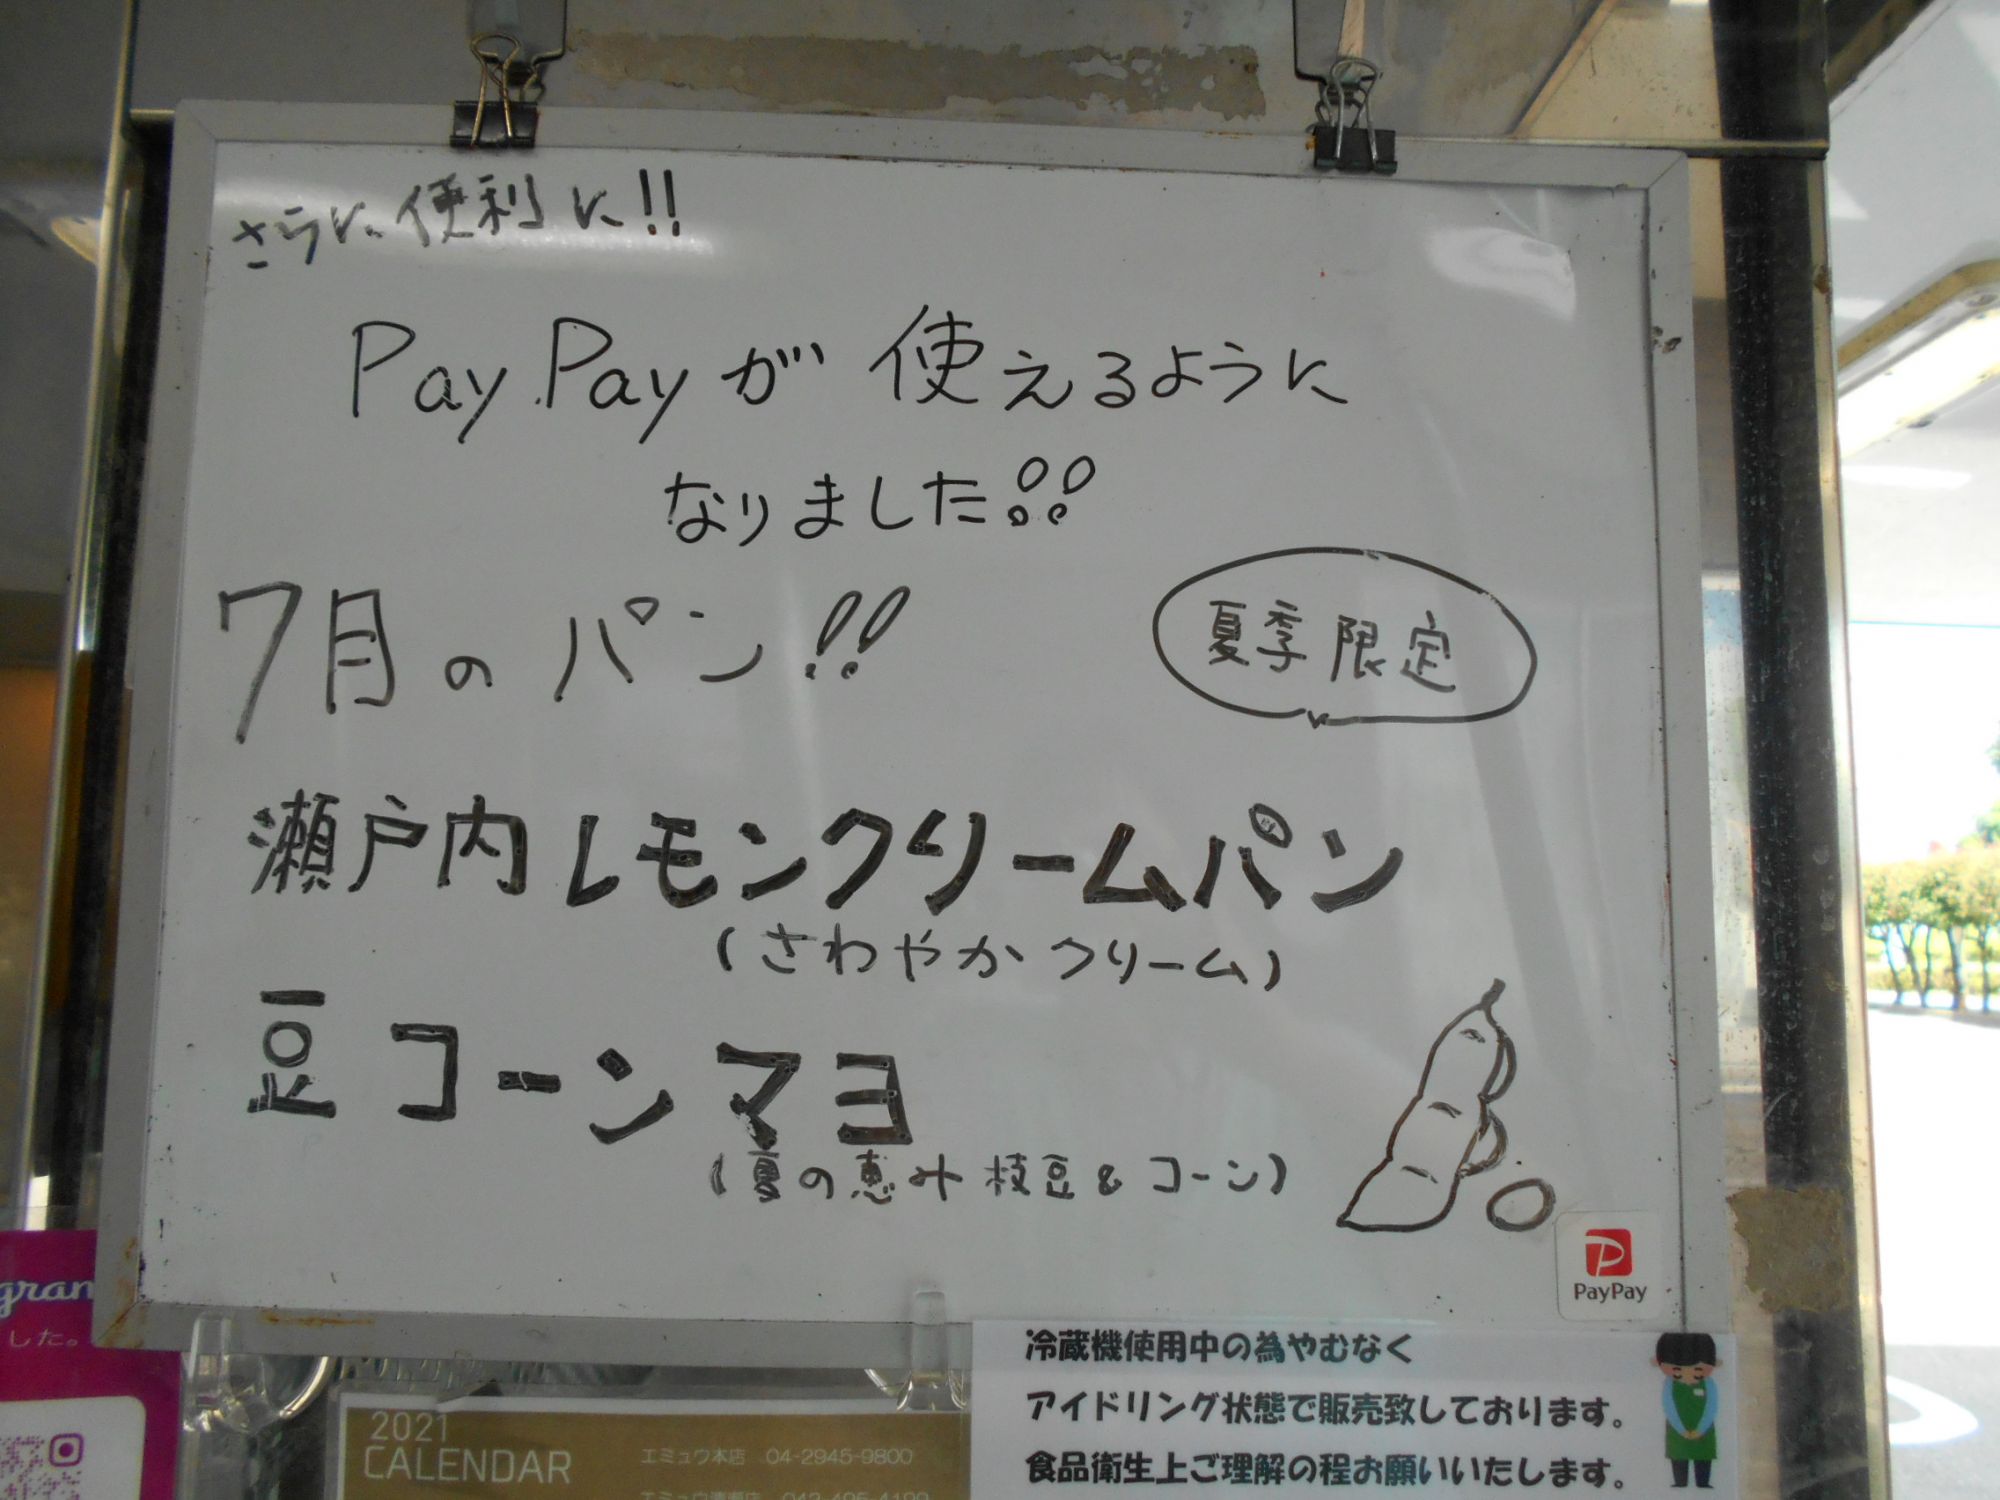 さらに便利に!!
PayPayが使えるように
なりました!!
7月のパン!!
夏季限定
瀬戸内レモンクリームパン
(さわやかクリーム)
豆コーンマヨ
(夏の恵み枝豆&コーン)
PayPay
gram
した。
2021
CALENDAR
エミュウ本店 04-2945-9800
冷蔵機使用中の為やむなく
アイドリング状態で販売致しております。
食品衛生上ご理解の程お願いいたします。